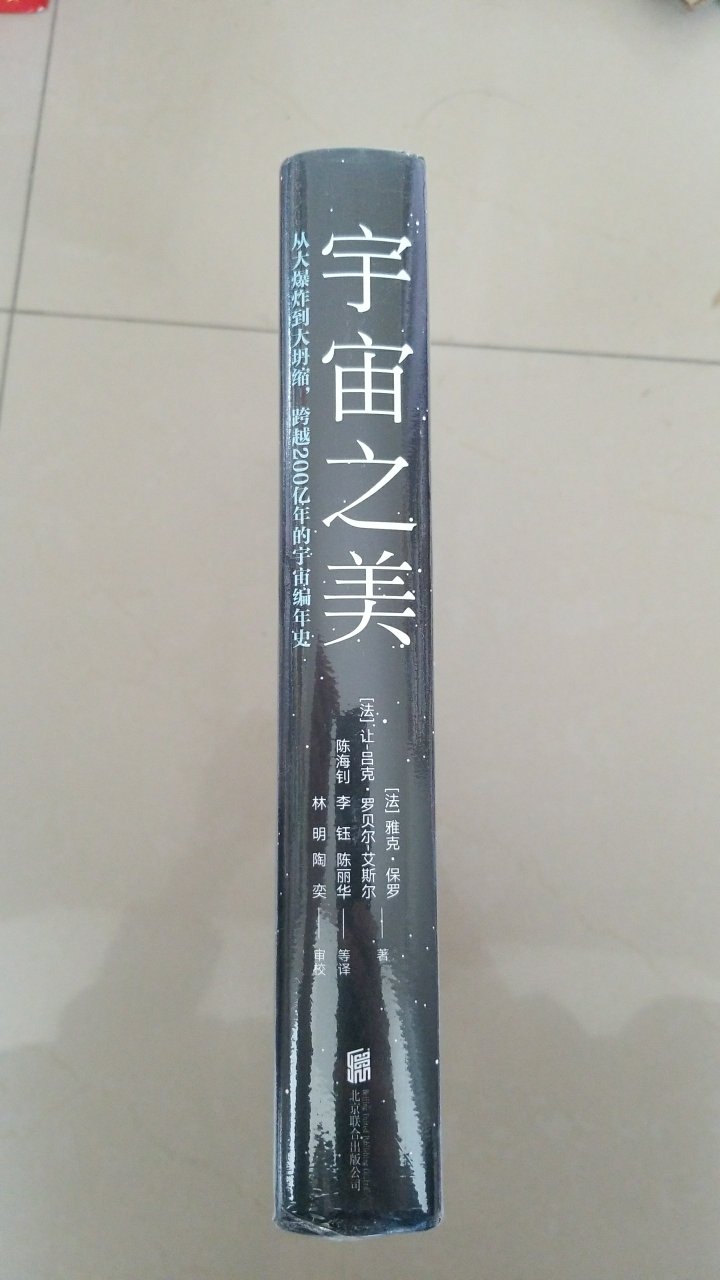 宇宙之美
从大爆炸到大坍缩，跨越200亿年的宇宙编年史
[法]雅克·保罗
[法]让-吕克·罗贝尔-艾斯尔
著
陈海钊 李钰 陈丽华
等译
林明 陶奕
审校
北京联合出版公司